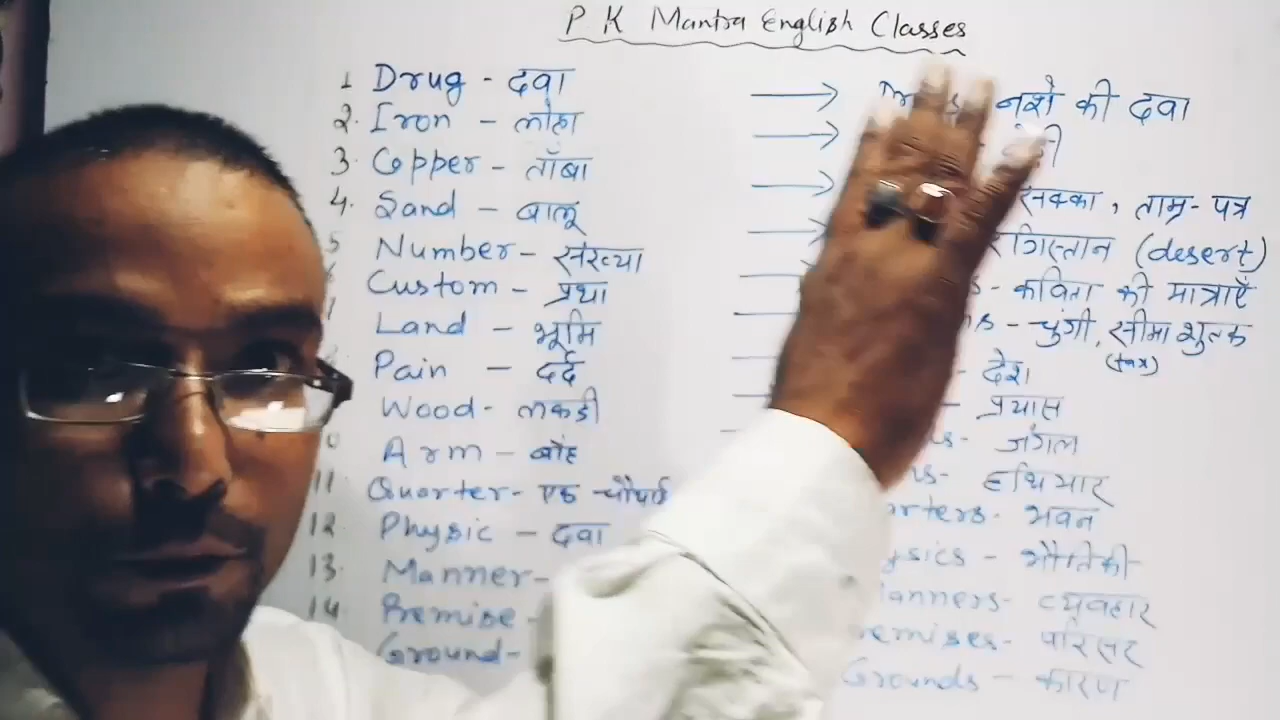 P K Mantra English Classes
1 Drug - दवा → नशे की दवा
2. Iron - लोहा →
3. Copper - ताँबा → सिक्का, ताम्र-पत्र
4. Sand - बालू रेगिस्तान (desert)
5 Number - संख्या - कविता की मात्राएँ
Custom - प्रथा - चुंगी, सीमा शुल्क (tax)
Land - भूमि - देश
Pain - दर्द - प्रयास
Wood - लकड़ी - जंगल
Arm - बाँह - हथियार
11 Quarter - एक चौथाई - भवन
12 Physic - दवा - भौतिकी
13. Manner - Manners - व्यवहार
14 Premise - Premises - परिसर
Ground - Grounds - कारण